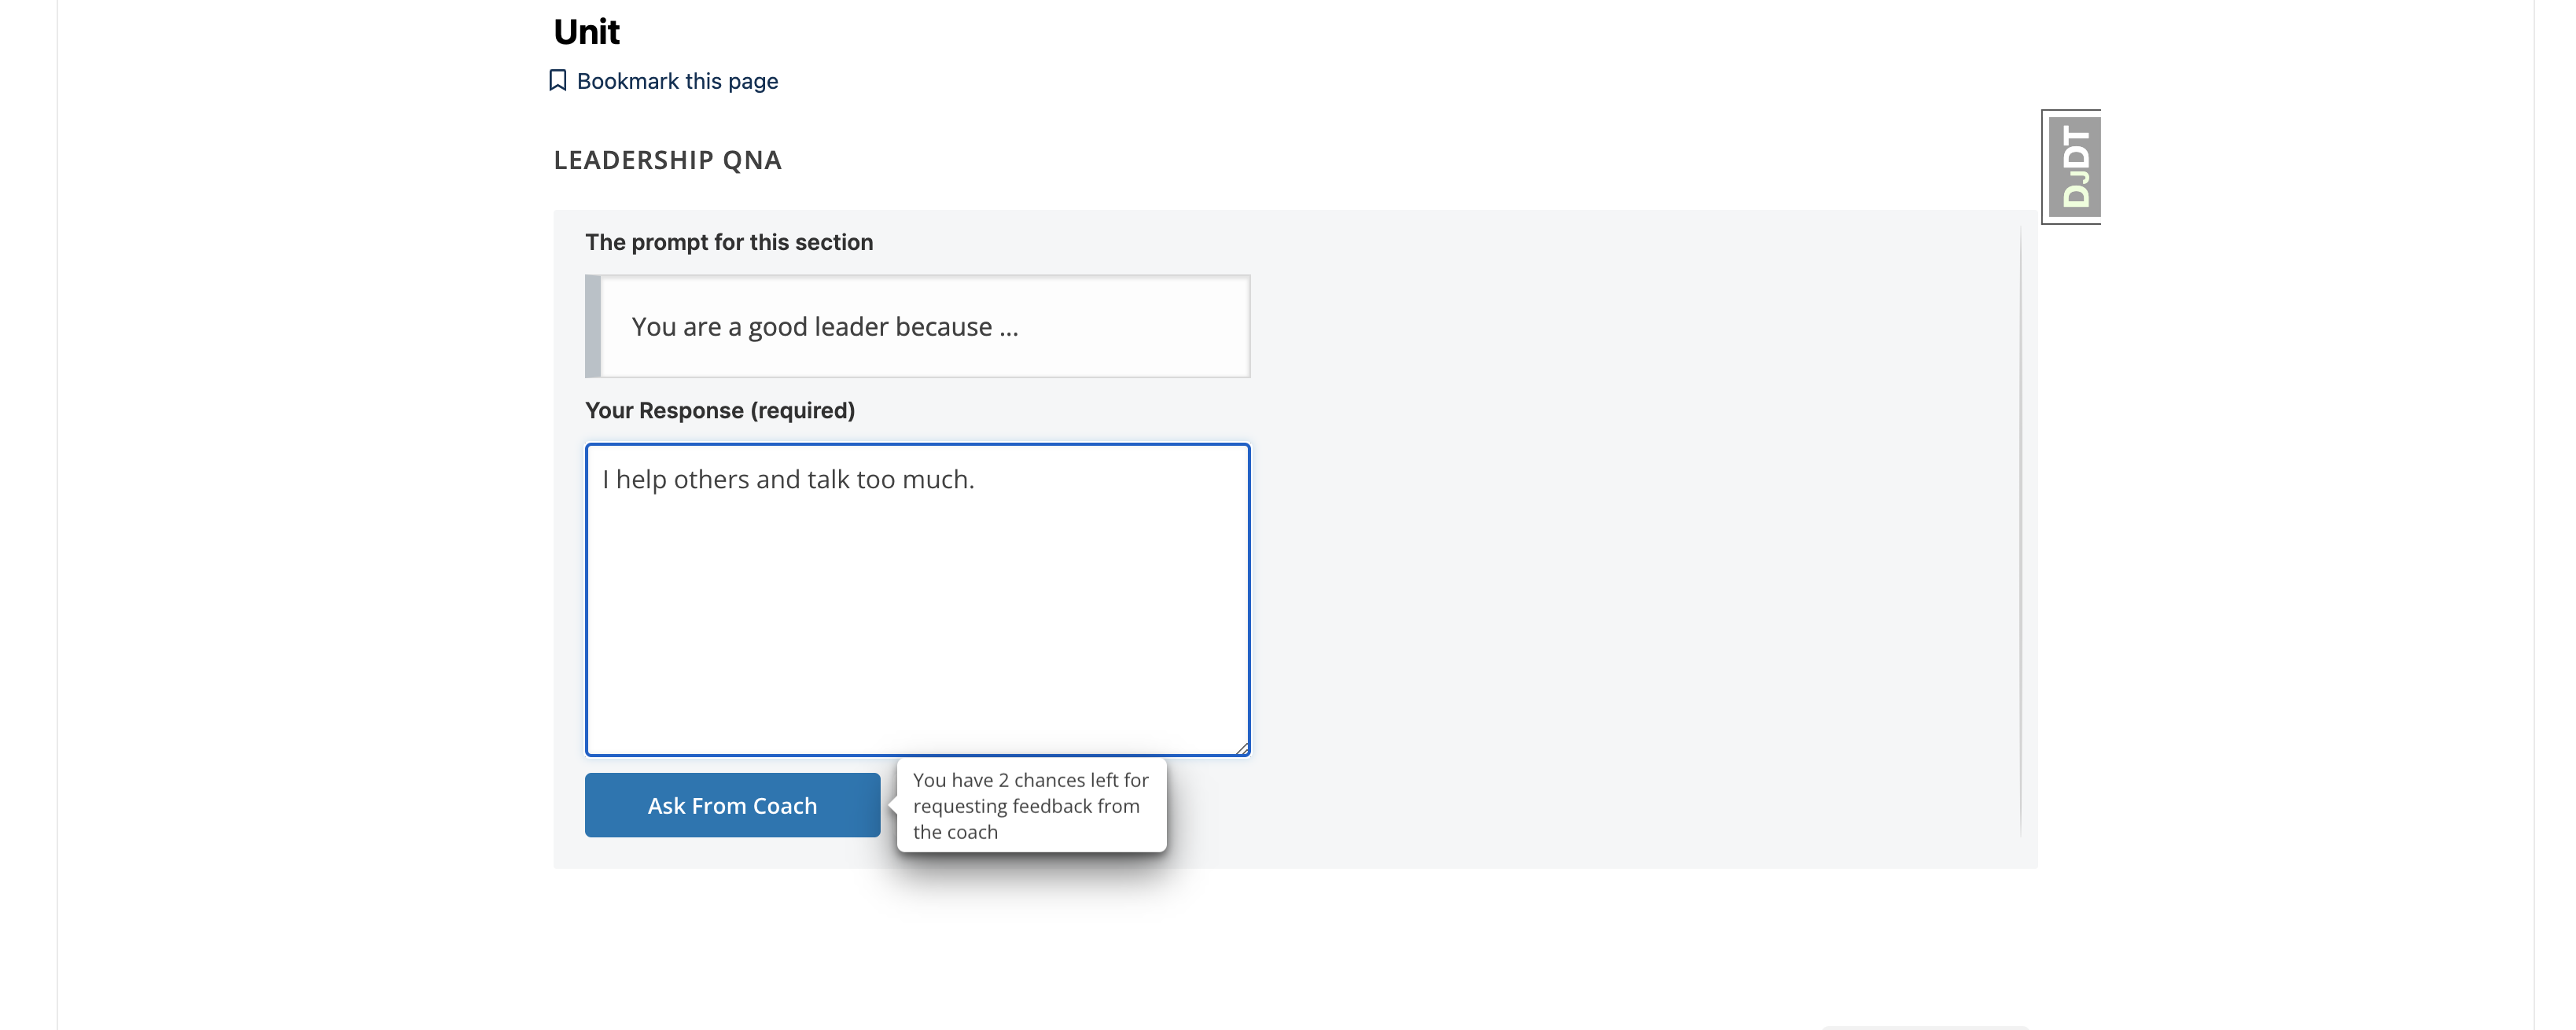 Unit
Bookmark this page
LEADERSHIP QNA
DJDT
The prompt for this section
You are a good leader because ...
Your Response (required)
I help others and talk too much.
Ask From Coach
You have 2 chances left for
requesting feedback from
the coach